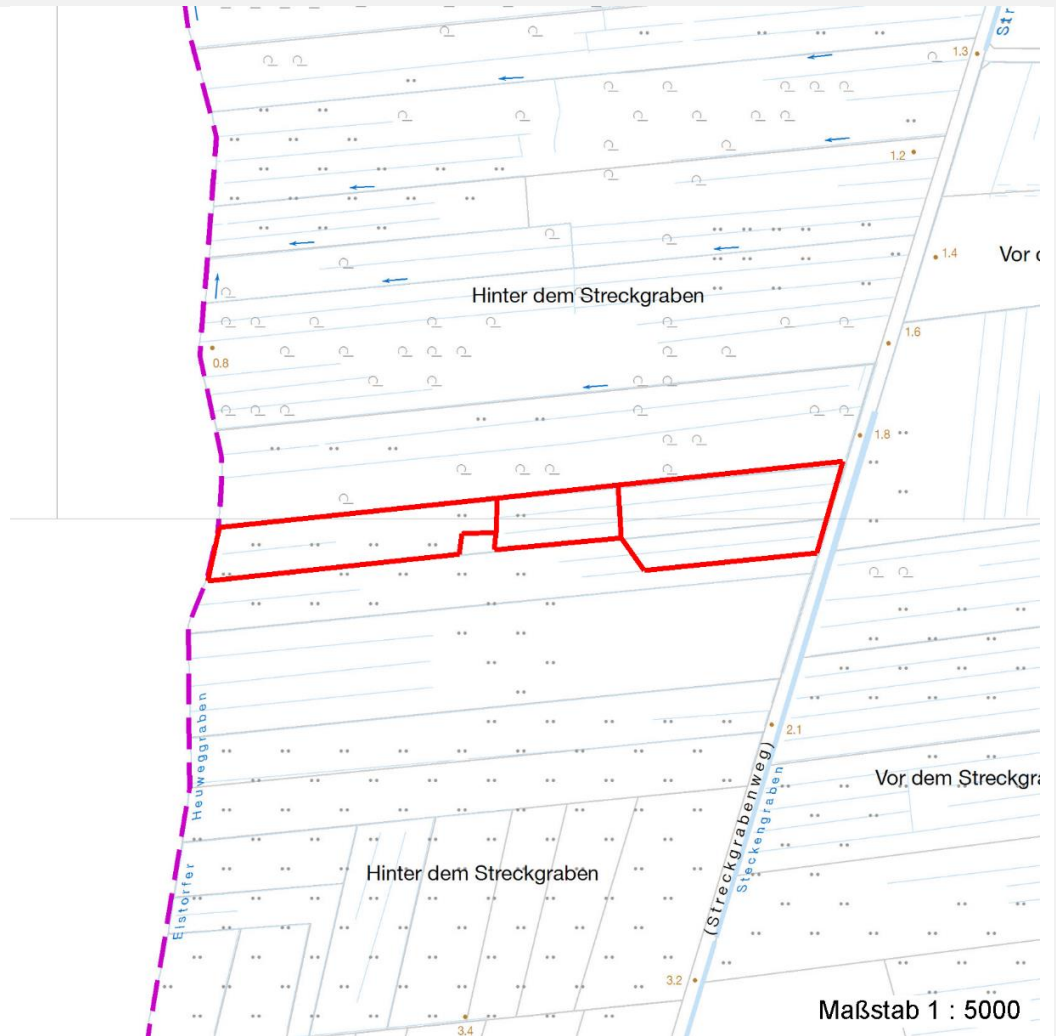 Str
1.3
1.2
1.4
Vor d
Hinter dem Streckgraben
1.6
0.8
1.8
2.1
(Streckgrabenweg)
Steckengraben
Heuweggraben
Elstorfer
Vor dem Streckgra
Hinter dem Streckgraben
3.2
3.4
Maßstab 1 : 5000